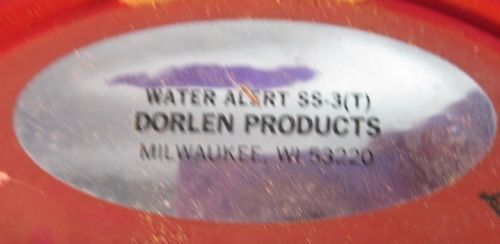 WATER ALERT SS-3(T)
DORLEN PRODUCTS
MILWAUKEE, WI 53220